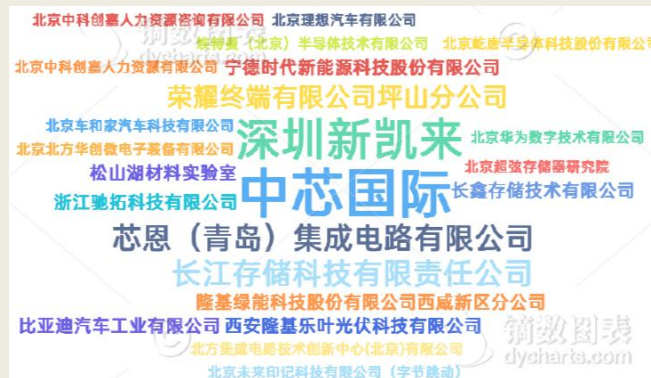 北京中科创嘉人力资源咨询有限公司 北京理想汽车有限公司
埃特曼（北京）半导体技术有限公司 北京乾唐半导体科技股份有限公司
北京中科创嘉人力资源有限公司 宁德时代新能源科技股份有限公司
荣耀终端有限公司坪山分公司
北京车和家汽车科技有限公司 深圳新凯来 北京华为数字技术有限公司
北京北方华创微电子装备有限公司 北京超弦存储器研究院
松山湖材料实验室 中芯国际 长鑫存储技术有限公司
浙江驰拓科技有限公司
芯恩（青岛）集成电路有限公司
长江存储科技有限责任公司
隆基绿能科技股份有限公司西咸新区分公司
比亚迪汽车工业有限公司 西安隆基乐叶光伏科技有限公司
北方集成电路技术创新中心(北京)有限公司
北京未来印记科技有限公司（字节跳动）
镝数图表
dycharts.com